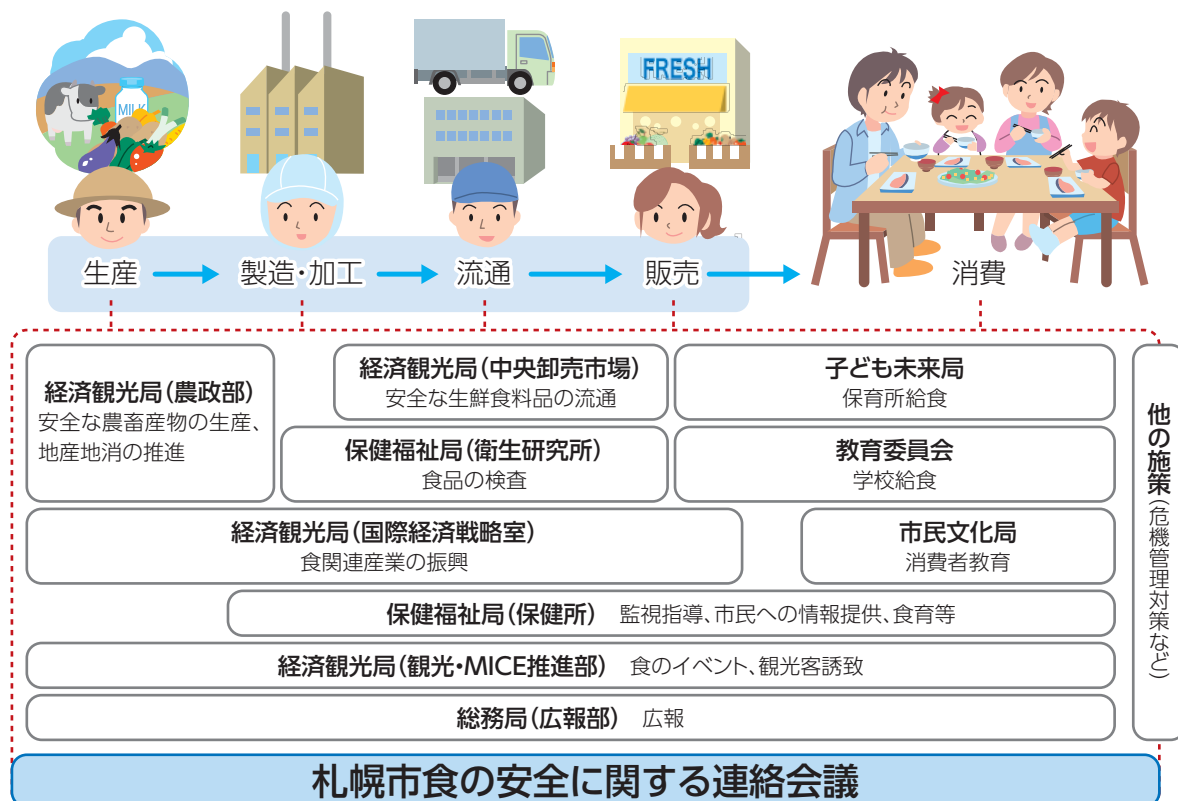 MILK
FRESH
生産
製造・加工
流通
販売
消費
経済観光局(農政部)
安全な農畜産物の生産、
地産地消の推進
経済観光局(中央卸売市場)
安全な生鮮食料品の流通
子ども未来局
保育所給食
保健福祉局(衛生研究所)
食品の検査
教育委員会
学校給食
経済観光局(国際経済戦略室)
食関連産業の振興
市民文化局
消費者教育
保健福祉局(保健所) 監視指導、市民への情報提供、食育等
経済観光局(観光・MICE推進部) 食のイベント、観光客誘致
総務局(広報部) 広報
他の施策(危機管理対策など)
札幌市食の安全に関する連絡会議